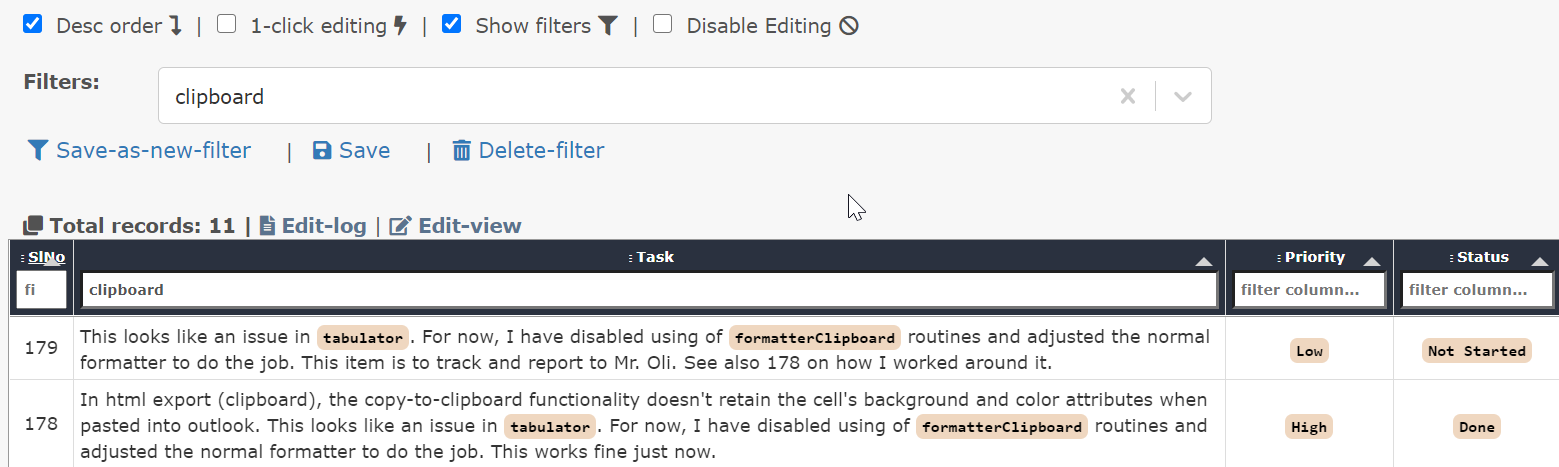 Desc order | 1-click editing | Show filters | Disable Editing
Filters:
clipboard
Save-as-new-filter | Save | Delete-filter
Total records: 11 | Edit-log | Edit-view
SlNo Task Priority Status
fi clipboard filter column... filter column...
179 This looks like an issue in tabulator. For now, I have disabled using of formatterClipboard routines and adjusted the normal
formatter to do the job. This item is to track and report to Mr. Oli. See also 178 on how I worked around it.
Low Not Started
178 In html export (clipboard), the copy-to-clipboard functionality doesn't retain the cell's background and color attributes when
pasted into outlook. This looks like an issue in tabulator. For now, I have disabled using of formatterClipboard routines and
adjusted the normal formatter to do the job. This works fine just now.
High Done